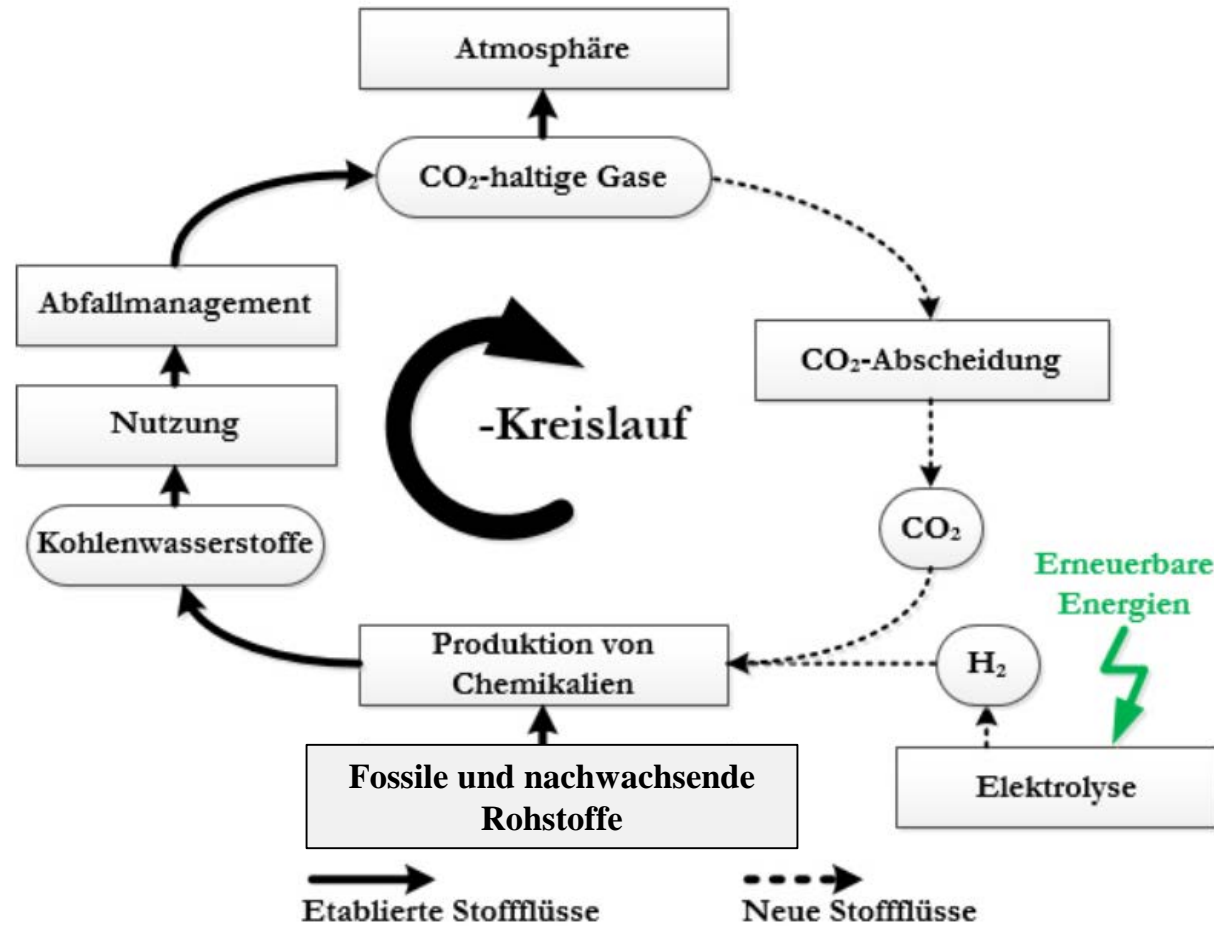 Atmosphäre
CO₂-haltige Gase
Abfallmanagement
CO₂-Abscheidung
Nutzung
-Kreislauf
Kohlenwasserstoffe
CO₂
Erneuerbare
Energien
Produktion von
Chemikalien
H₂
Fossile und nachwachsende
Rohstoffe
Elektrolyse
Etablierte Stoffflüsse
Neue Stoffflüsse